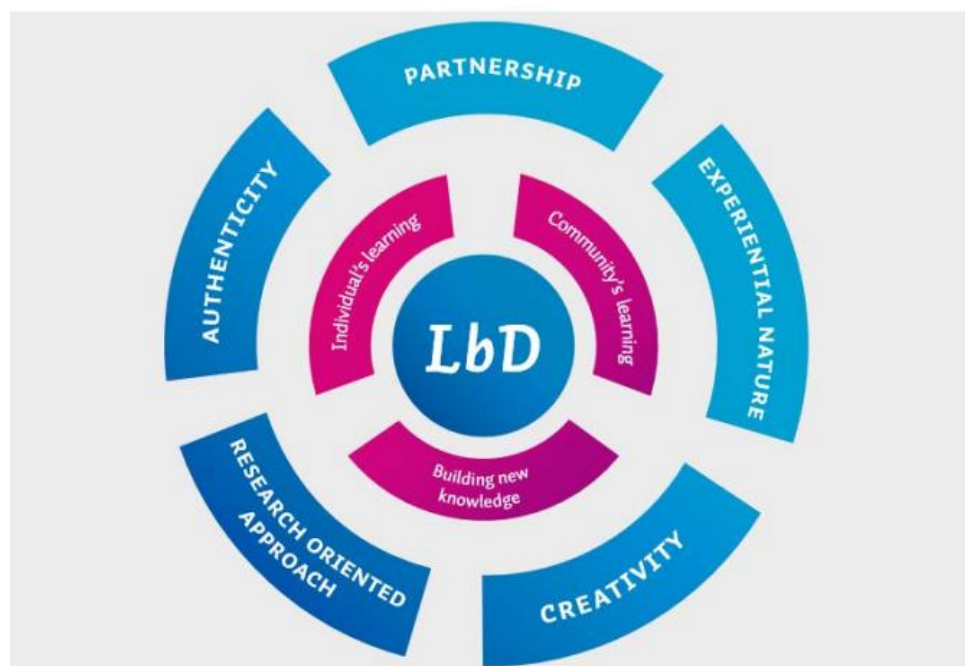 PARTNERSHIP
EXPERIENTIAL NATURE
CREATIVITY
RESEARCH ORIENTED
APPROACH
AUTHENTICITY
Individual's learning
Community's learning
Building new
knowledge
LbD